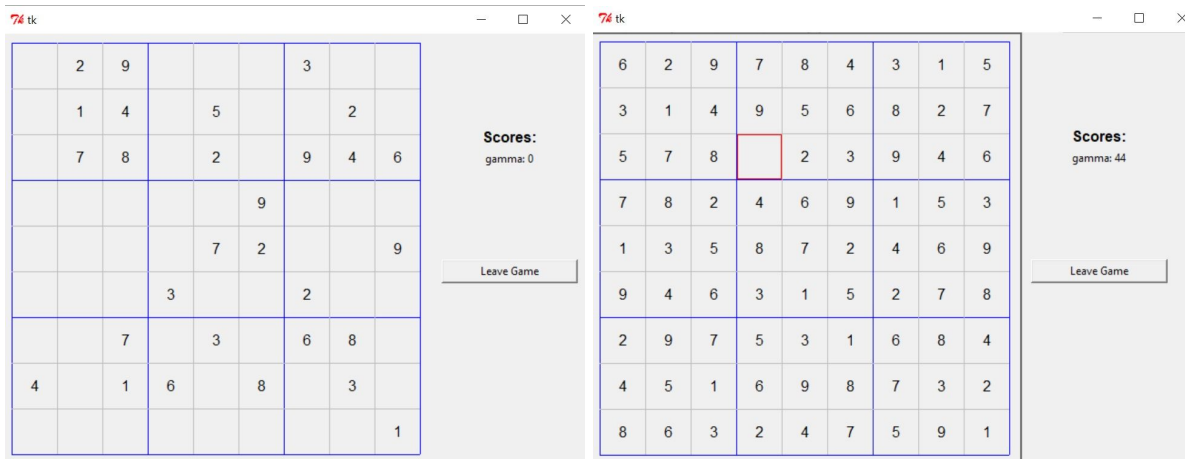 tk
2 9 3
1 4 5 2
7 8 2 9 4 6
9
7 2 9
3 2
7 3 6 8
4 1 6 8 3
1
Scores:
gamma: 0
Leave Game
tk
6 2 9 7 8 4 3 1 5
3 1 4 9 5 6 8 2 7
5 7 8 2 3 9 4 6
7 8 2 4 6 9 1 5 3
1 3 5 8 7 2 4 6 9
9 4 6 3 1 5 2 7 8
2 9 7 5 3 1 6 8 4
4 5 1 6 9 8 7 3 2
8 6 3 2 4 7 5 9 1
Scores:
gamma: 44
Leave Game